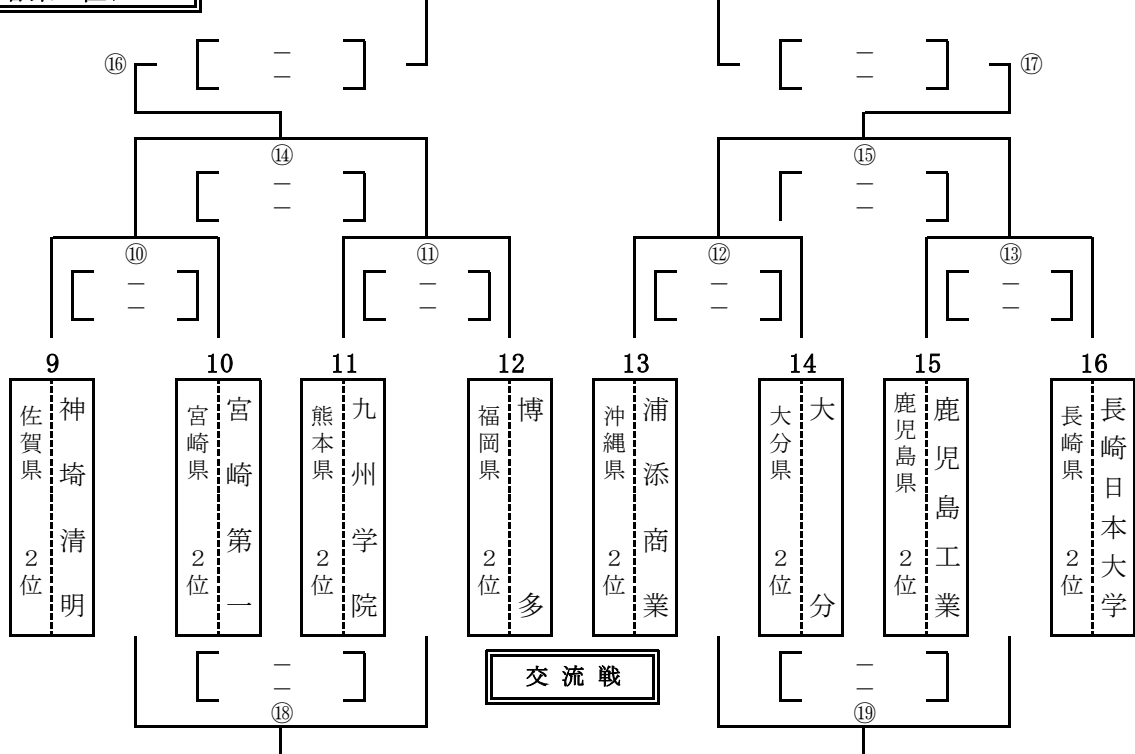 ⑯
⑰
－
－
－
－
⑭
⑮
－
－
－
－
⑩
⑪
⑫
⑬
－
－
－
－
－
－
－
－
9
10
11
12
13
14
15
16
神埼清明
佐賀県 2位
宮崎第一
宮崎県 2位
九州学院
熊本県 2位
博多
福岡県 2位
浦添商業
沖縄県 2位
大分
大分県 2位
鹿児島工業
鹿児島県 2位
長崎日本大学
長崎県 2位
交流戦
－
－
－
－
⑱
⑲